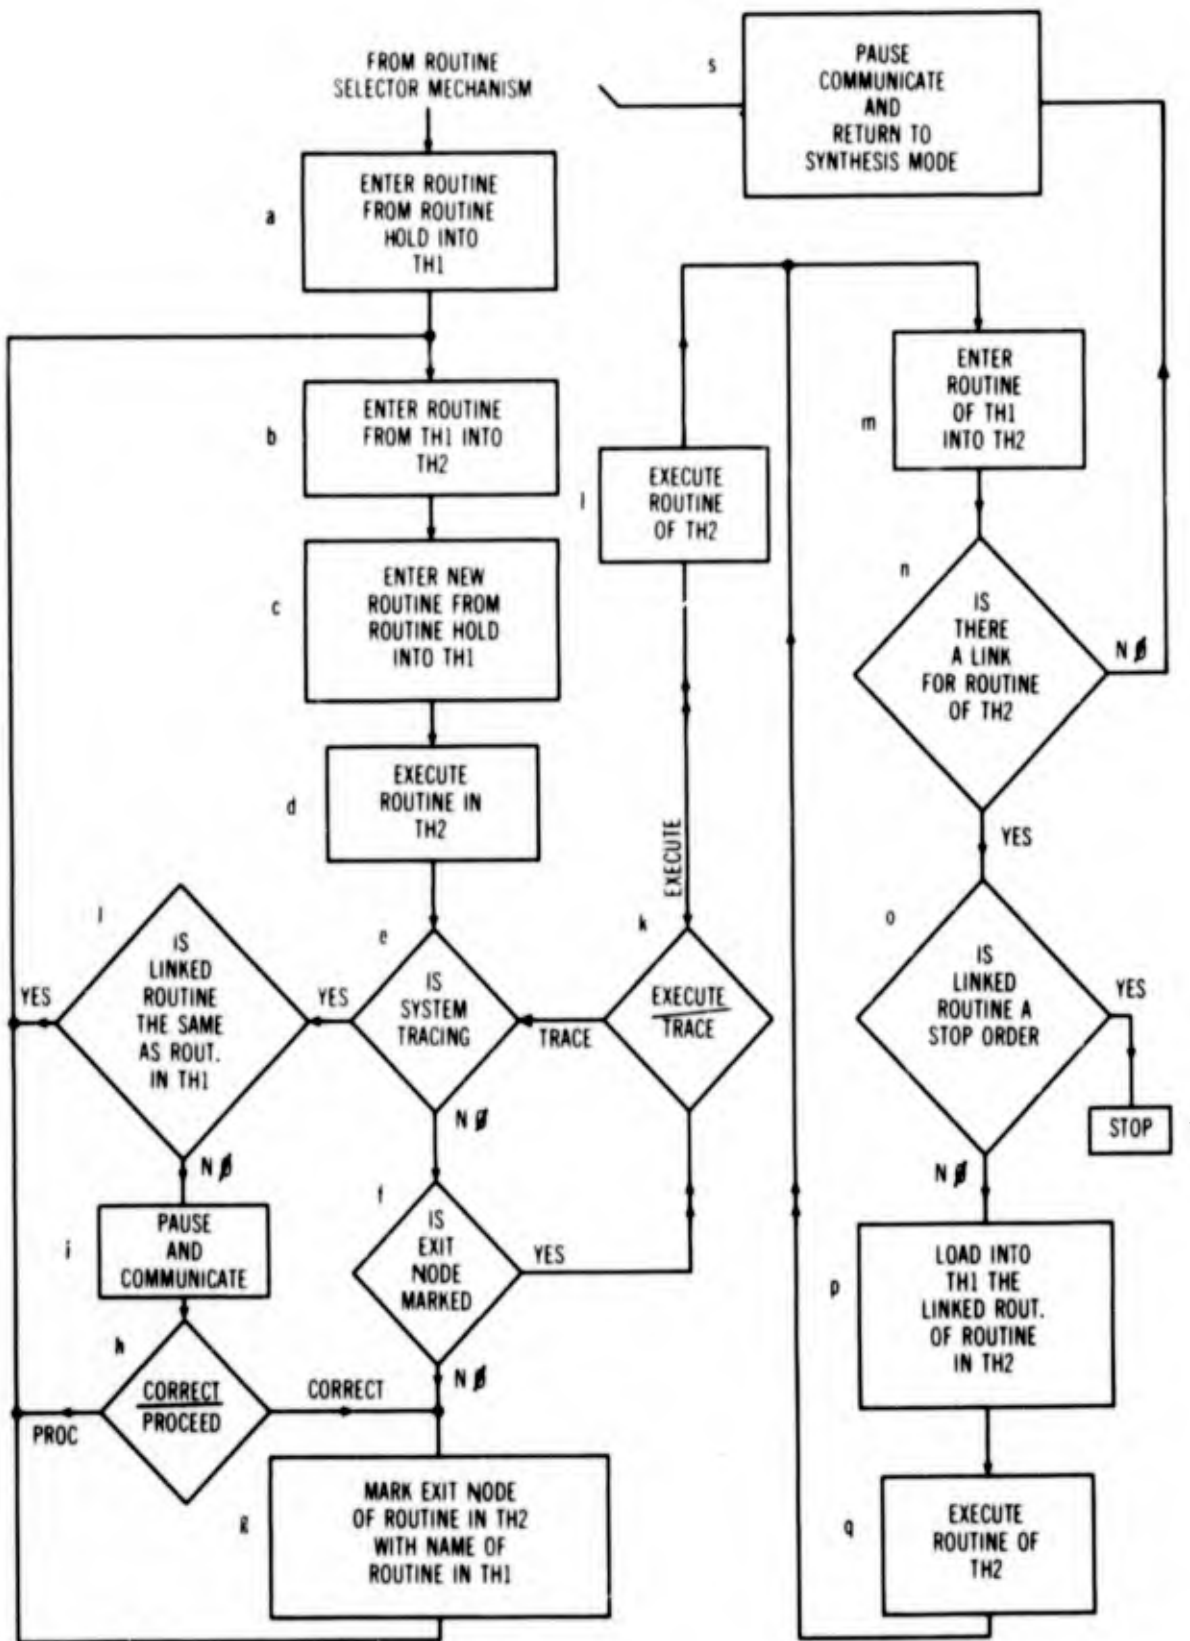 FROM ROUTINE
SELECTOR MECHANISM
a
ENTER ROUTINE
FROM ROUTINE
HOLD INTO
TH1
b
ENTER ROUTINE
FROM TH1 INTO
TH2
c
ENTER NEW
ROUTINE FROM
ROUTINE HOLD
INTO TH1
d
EXECUTE
ROUTINE IN
TH2
e
IS
SYSTEM
TRACING
YES
NØ
j
IS
LINKED
ROUTINE
THE SAME
AS ROUT.
IN TH1
YES
NØ
i
PAUSE
AND
COMMUNICATE
h
CORRECT
PROCEED
PROC
CORRECT
f
IS
EXIT
NODE
MARKED
YES
NØ
g
MARK EXIT NODE
OF ROUTINE IN TH2
WITH NAME OF
ROUTINE IN TH1
k
EXECUTE
TRACE
TRACE
EXECUTE
l
EXECUTE
ROUTINE
OF TH2
s
PAUSE
COMMUNICATE
AND
RETURN TO
SYNTHESIS MODE
m
ENTER
ROUTINE
OF TH1
INTO TH2
n
IS
THERE
A LINK
FOR ROUTINE
OF TH2
NØ
YES
o
IS
LINKED
ROUTINE A
STOP ORDER
YES
STOP
NØ
p
LOAD INTO
TH1 THE
LINKED ROUT.
OF ROUTINE
IN TH2
q
EXECUTE
ROUTINE OF
TH2